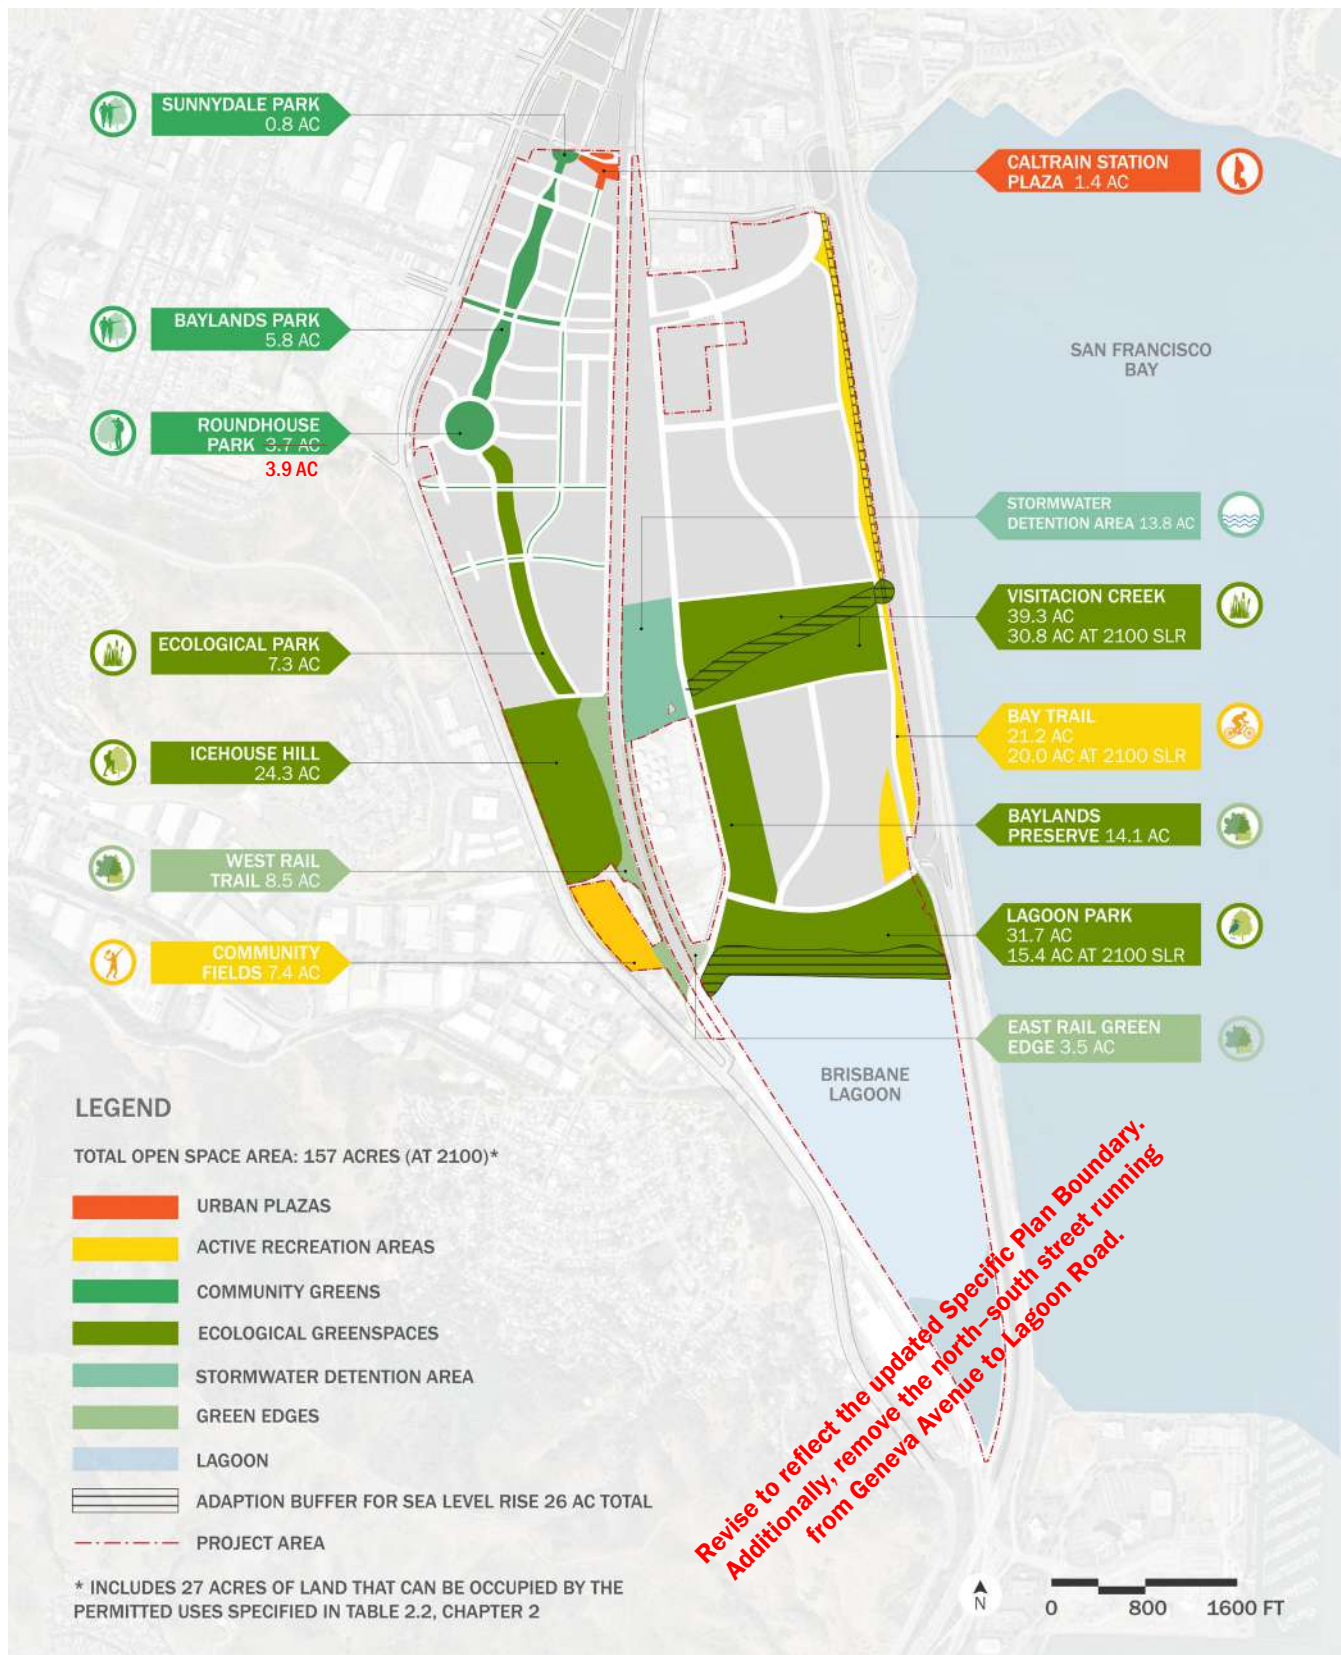 SUNNYDALE PARK
0.8 AC
BAYLANDS PARK
5.8 AC
ROUNDHOUSE
PARK 3.7 AC
3.9 AC
ECOLOGICAL PARK
7.3 AC
ICEHOUSE HILL
24.3 AC
WEST RAIL
TRAIL 8.5 AC
COMMUNITY
FIELDS 7.4 AC
CALTRAIN STATION
PLAZA 1.4 AC
SAN FRANCISCO
BAY
STORMWATER
DETENTION AREA 13.8 AC
VISITACION CREEK
39.3 AC
30.8 AC AT 2100 SLR
BAY TRAIL
21.2 AC
20.0 AC AT 2100 SLR
BAYLANDS
PRESERVE 14.1 AC
LAGOON PARK
31.7 AC
15.4 AC AT 2100 SLR
EAST RAIL GREEN
EDGE 3.5 AC
BRISBANE
LAGOON
LEGEND
TOTAL OPEN SPACE AREA: 157 ACRES (AT 2100)*
URBAN PLAZAS
ACTIVE RECREATION AREAS
COMMUNITY GREENS
ECOLOGICAL GREENSPACES
STORMWATER DETENTION AREA
GREEN EDGES
LAGOON
ADAPTION BUFFER FOR SEA LEVEL RISE 26 AC TOTAL
PROJECT AREA
* INCLUDES 27 ACRES OF LAND THAT CAN BE OCCUPIED BY THE
PERMITTED USES SPECIFIED IN TABLE 2.2, CHAPTER 2
Revise to reflect the updated Specific Plan Boundary.
Additionally, remove the north–south street running
from Geneva Avenue to Lagoon Road.
N
0 800 1600 FT